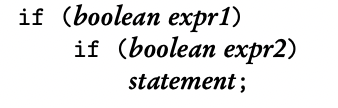 if (boolean expr1)
if (boolean expr2)
statement;